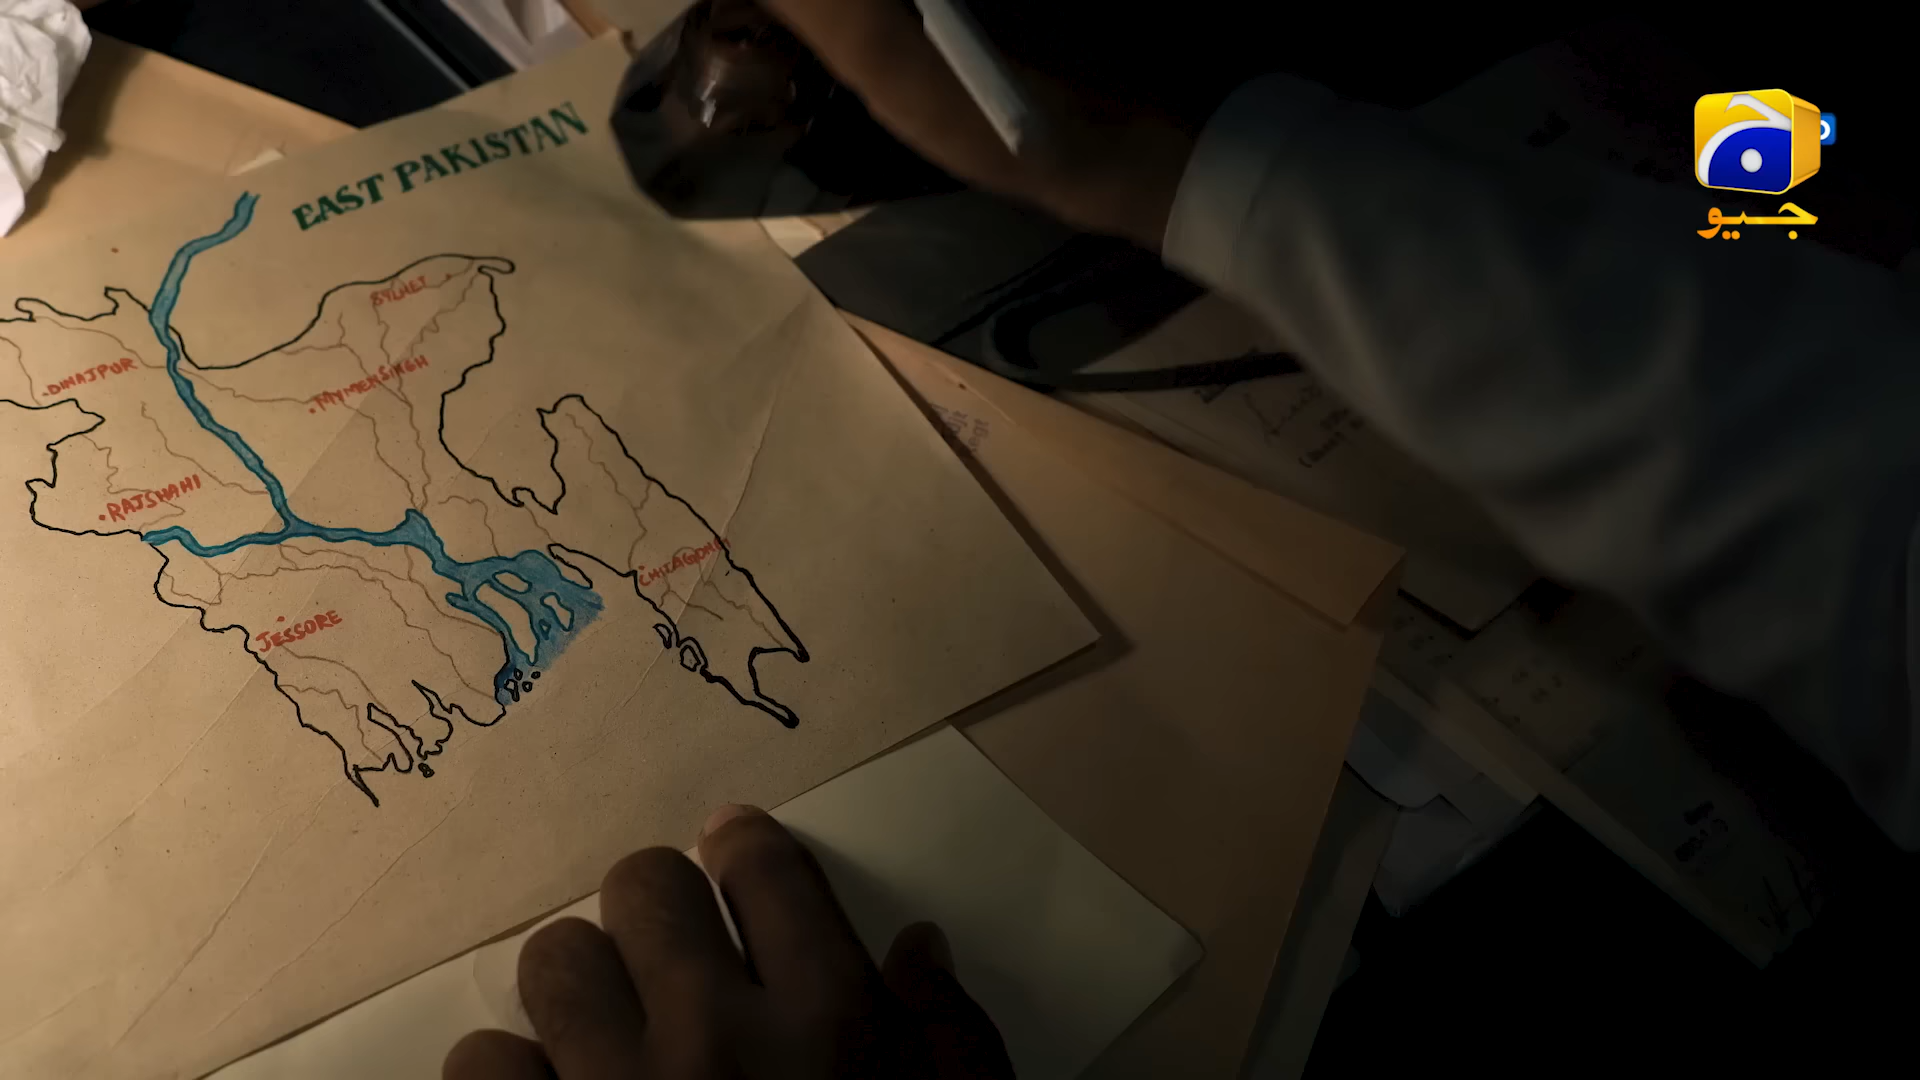 EAST PAKISTAN
SYLHET
.DINAJPUR
.MYMENSINGH
.RAJSHAHI
CHITAGONG
JESSORE
جیو